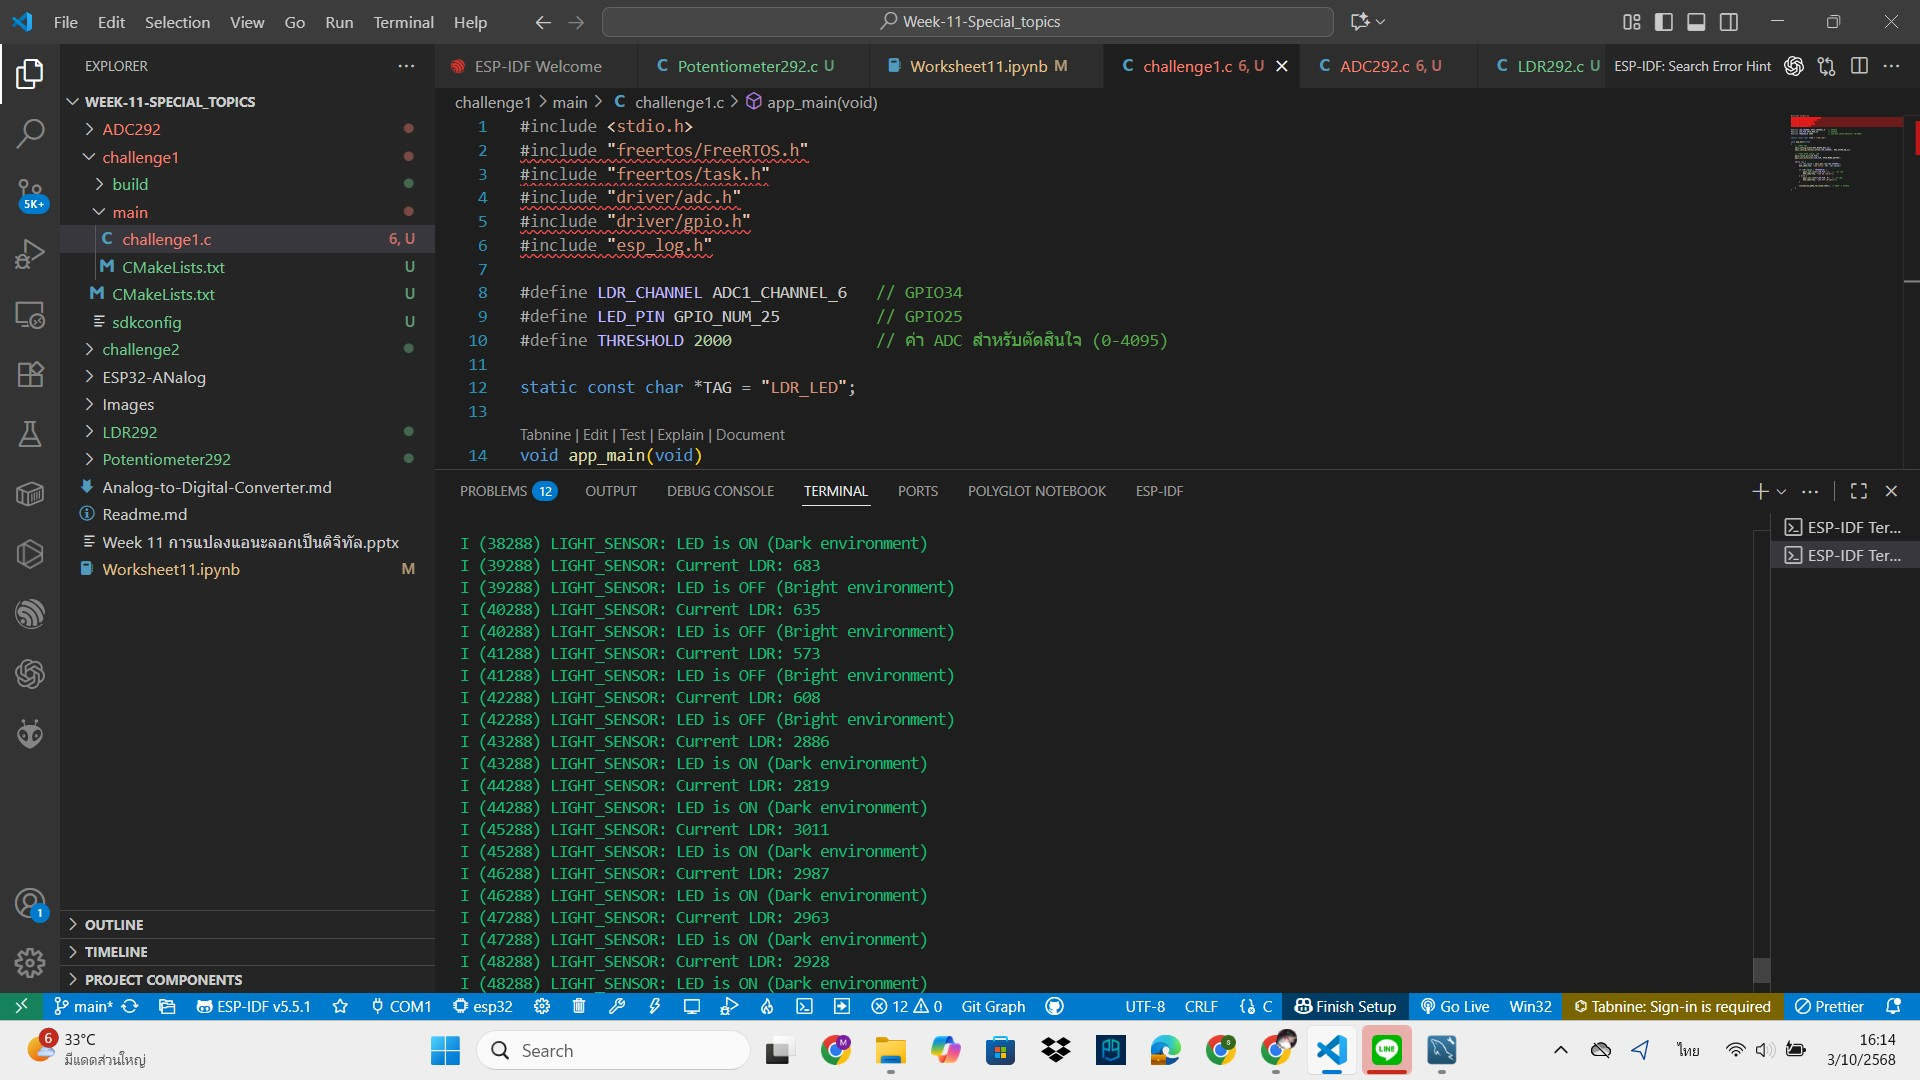 File Edit Selection View Go Run Terminal Help
Week-11-Special_topics
EXPLORER
WEEK-11-SPECIAL_TOPICS
ADC292
challenge1
build
main
challenge1.c 6, U
CMakeLists.txt U
CMakeLists.txt U
sdkconfig U
challenge2
ESP32-ANalog
Images
LDR292
Potentiometer292
Analog-to-Digital-Converter.md
Readme.md
Week 11 การแปลงแอนะลอกเป็นดิจิทัล.pptx
Worksheet11.ipynb M
OUTLINE
TIMELINE
PROJECT COMPONENTS
5K+
1
ESP-IDF Welcome
Potentiometer292.c U
Worksheet11.ipynb M
challenge1.c 6, U
ADC292.c 6, U
LDR292.c U
ESP-IDF: Search Error Hint
challenge1 > main > C challenge1.c > app_main(void)
1 #include <stdio.h>
2 #include "freertos/FreeRTOS.h"
3 #include "freertos/task.h"
4 #include "driver/adc.h"
5 #include "driver/gpio.h"
6 #include "esp_log.h"
7
8 #define LDR_CHANNEL ADC1_CHANNEL_6 // GPIO34
9 #define LED_PIN GPIO_NUM_25 // GPIO25
10 #define THRESHOLD 2000 // ค่า ADC สำหรับตัดสินใจ (0-4095)
11
12 static const char *TAG = "LDR_LED";
13
Tabnine | Edit | Test | Explain | Document
14 void app_main(void)
PROBLEMS 12 OUTPUT DEBUG CONSOLE TERMINAL PORTS POLYGLOT NOTEBOOK ESP-IDF
ESP-IDF Ter...
ESP-IDF Ter...
I (38288) LIGHT_SENSOR: LED is ON (Dark environment)
I (39288) LIGHT_SENSOR: Current LDR: 683
I (39288) LIGHT_SENSOR: LED is OFF (Bright environment)
I (40288) LIGHT_SENSOR: Current LDR: 635
I (40288) LIGHT_SENSOR: LED is OFF (Bright environment)
I (41288) LIGHT_SENSOR: Current LDR: 573
I (41288) LIGHT_SENSOR: LED is OFF (Bright environment)
I (42288) LIGHT_SENSOR: Current LDR: 608
I (42288) LIGHT_SENSOR: LED is OFF (Bright environment)
I (43288) LIGHT_SENSOR: Current LDR: 2886
I (43288) LIGHT_SENSOR: LED is ON (Dark environment)
I (44288) LIGHT_SENSOR: Current LDR: 2819
I (44288) LIGHT_SENSOR: LED is ON (Dark environment)
I (45288) LIGHT_SENSOR: Current LDR: 3011
I (45288) LIGHT_SENSOR: LED is ON (Dark environment)
I (46288) LIGHT_SENSOR: Current LDR: 2987
I (46288) LIGHT_SENSOR: LED is ON (Dark environment)
I (47288) LIGHT_SENSOR: Current LDR: 2963
I (47288) LIGHT_SENSOR: LED is ON (Dark environment)
I (48288) LIGHT_SENSOR: Current LDR: 2928
I (48288) LIGHT_SENSOR: LED is ON (Dark environment)
main* ESP-IDF v5.5.1 COM1 esp32 12 0 Git Graph UTF-8 CRLF {} C Finish Setup Go Live Win32 Tabnine: Sign-in is required Prettier
6 33°C
มีแดดส่วนใหญ่
Search
LINE
ไทย
16:14
3/10/2568